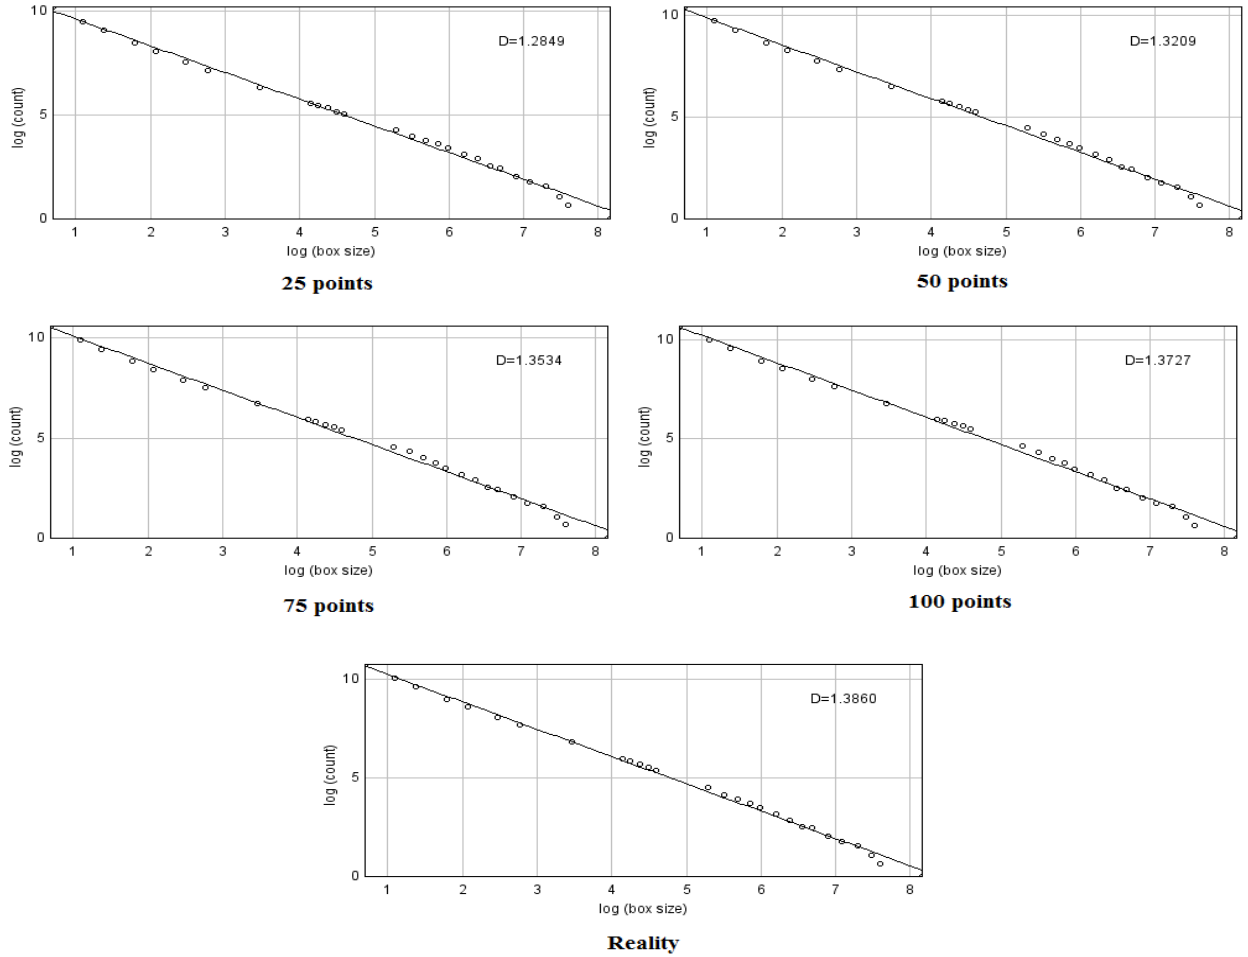 10
5
0
log (count)
D=1.2849
1 2 3 4 5 6 7 8
log (box size)
25 points
10
5
0
log (count)
D=1.3209
1 2 3 4 5 6 7 8
log (box size)
50 points
10
5
0
log (count)
D=1.3534
1 2 3 4 5 6 7 8
log (box size)
75 points
10
5
0
log (count)
D=1.3727
1 2 3 4 5 6 7 8
log (box size)
100 points
10
5
0
log (count)
D=1.3860
1 2 3 4 5 6 7 8
log (box size)
Reality